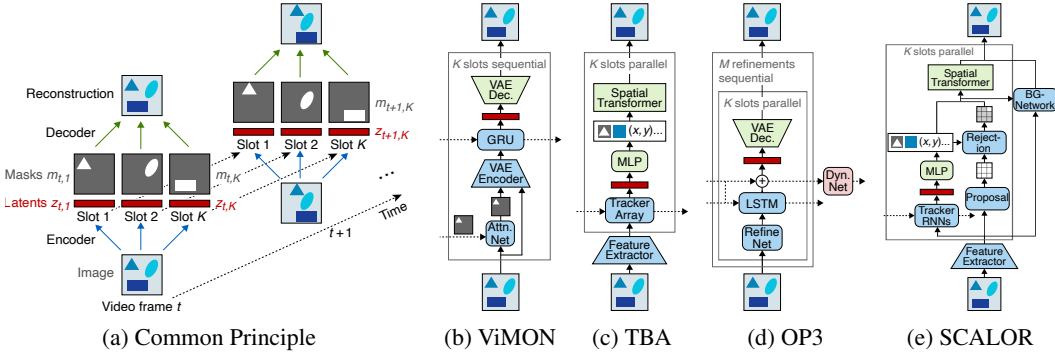 Reconstruction
Decoder
Masks m_{t,1}
m_{t,K}
Latents z_{t,1}
z_{t,K}
Slot 1 Slot 2 Slot K
Encoder
Image
Video frame t
m_{t+1,K}
z_{t+1,K}
Slot 1 Slot 2 Slot K
...
Time
t+1
(a) Common Principle
K slots sequential
VAE
Dec.
GRU
VAE
Encoder
Attn.
Net
(b) ViMON
K slots parallel
Spatial
Transformer
(x, y)...
MLP
Tracker
Array
Feature
Extractor
(c) TBA
M refinements
sequential
K slots parallel
VAE
Dec.
+
Dyn.
Net
LSTM
Refine
Net
(d) OP3
K slots parallel
Spatial
Transformer
BG-
Network
(x, y)...
Reject-
ion
MLP
Proposal
Tracker
RNNs
Feature
Extractor
(e) SCALOR